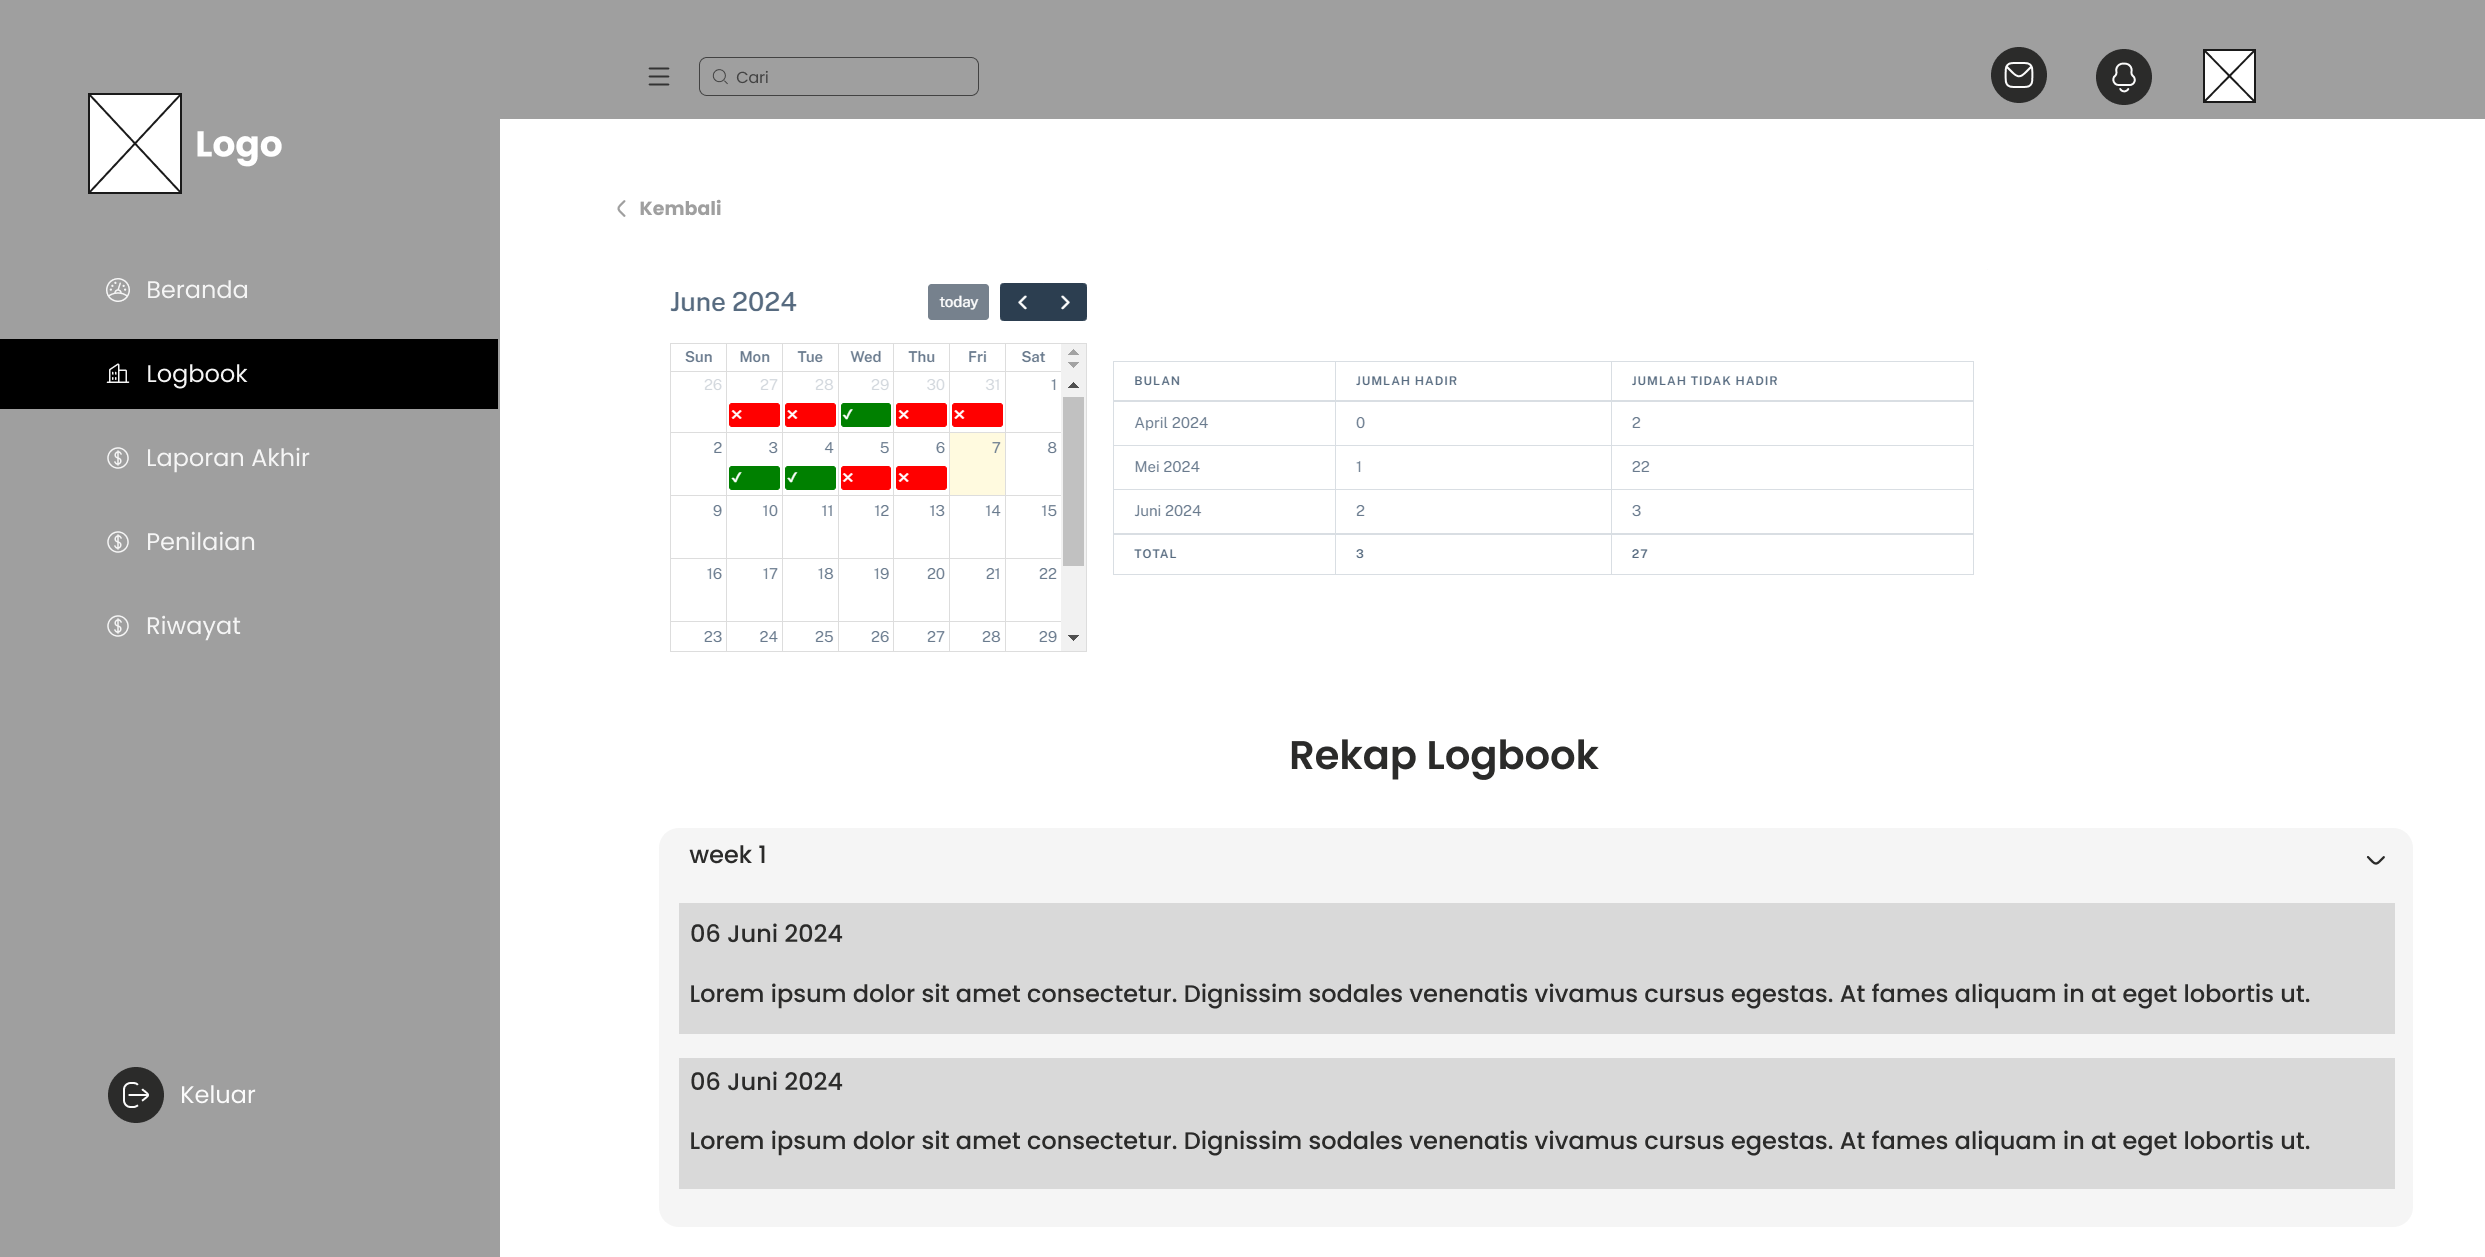 Cari
Logo
Beranda
Logbook
Laporan Akhir
Penilaian
Riwayat
Keluar
Kembali
June 2024 today
Sun Mon Tue Wed Thu Fri Sat
26 27 28 29 30 31 1
2 3 4 5 6 7 8
9 10 11 12 13 14 15
16 17 18 19 20 21 22
23 24 25 26 27 28 29
BULAN JUMLAH HADIR JUMLAH TIDAK HADIR
April 2024 0 2
Mei 2024 1 22
Juni 2024 2 3
TOTAL 3 27
Rekap Logbook
week 1
06 Juni 2024
Lorem ipsum dolor sit amet consectetur. Dignissim sodales venenatis vivamus cursus egestas. At fames aliquam in at eget lobortis ut.
06 Juni 2024
Lorem ipsum dolor sit amet consectetur. Dignissim sodales venenatis vivamus cursus egestas. At fames aliquam in at eget lobortis ut.